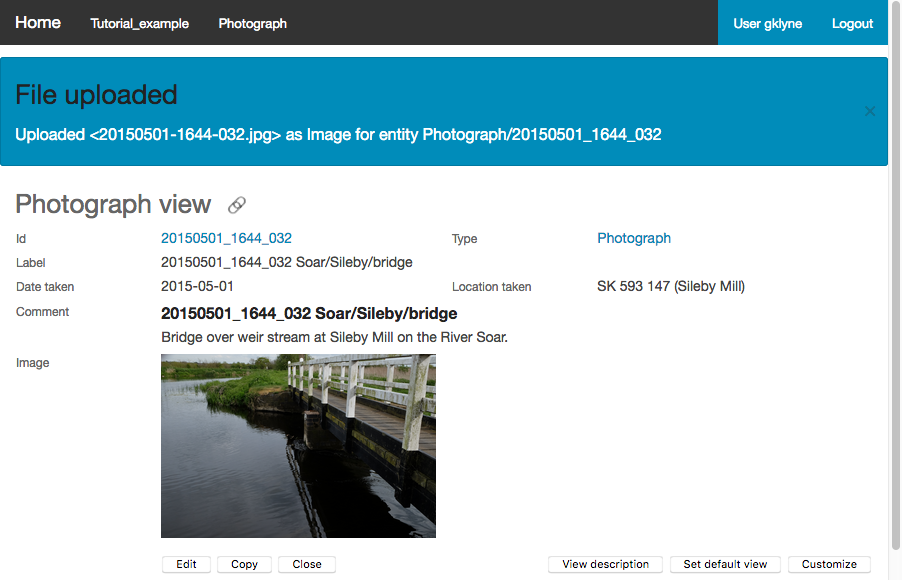 Home Tutorial_example Photograph User gklyne Logout
File uploaded
×
Uploaded <20150501-1644-032.jpg> as Image for entity Photograph/20150501_1644_032
Photograph view
Id 20150501_1644_032 Type Photograph
Label 20150501_1644_032 Soar/Sileby/bridge
Date taken 2015-05-01 Location taken SK 593 147 (Sileby Mill)
Comment 20150501_1644_032 Soar/Sileby/bridge
Bridge over weir stream at Sileby Mill on the River Soar.
Image
Edit Copy Close View description Set default view Customize